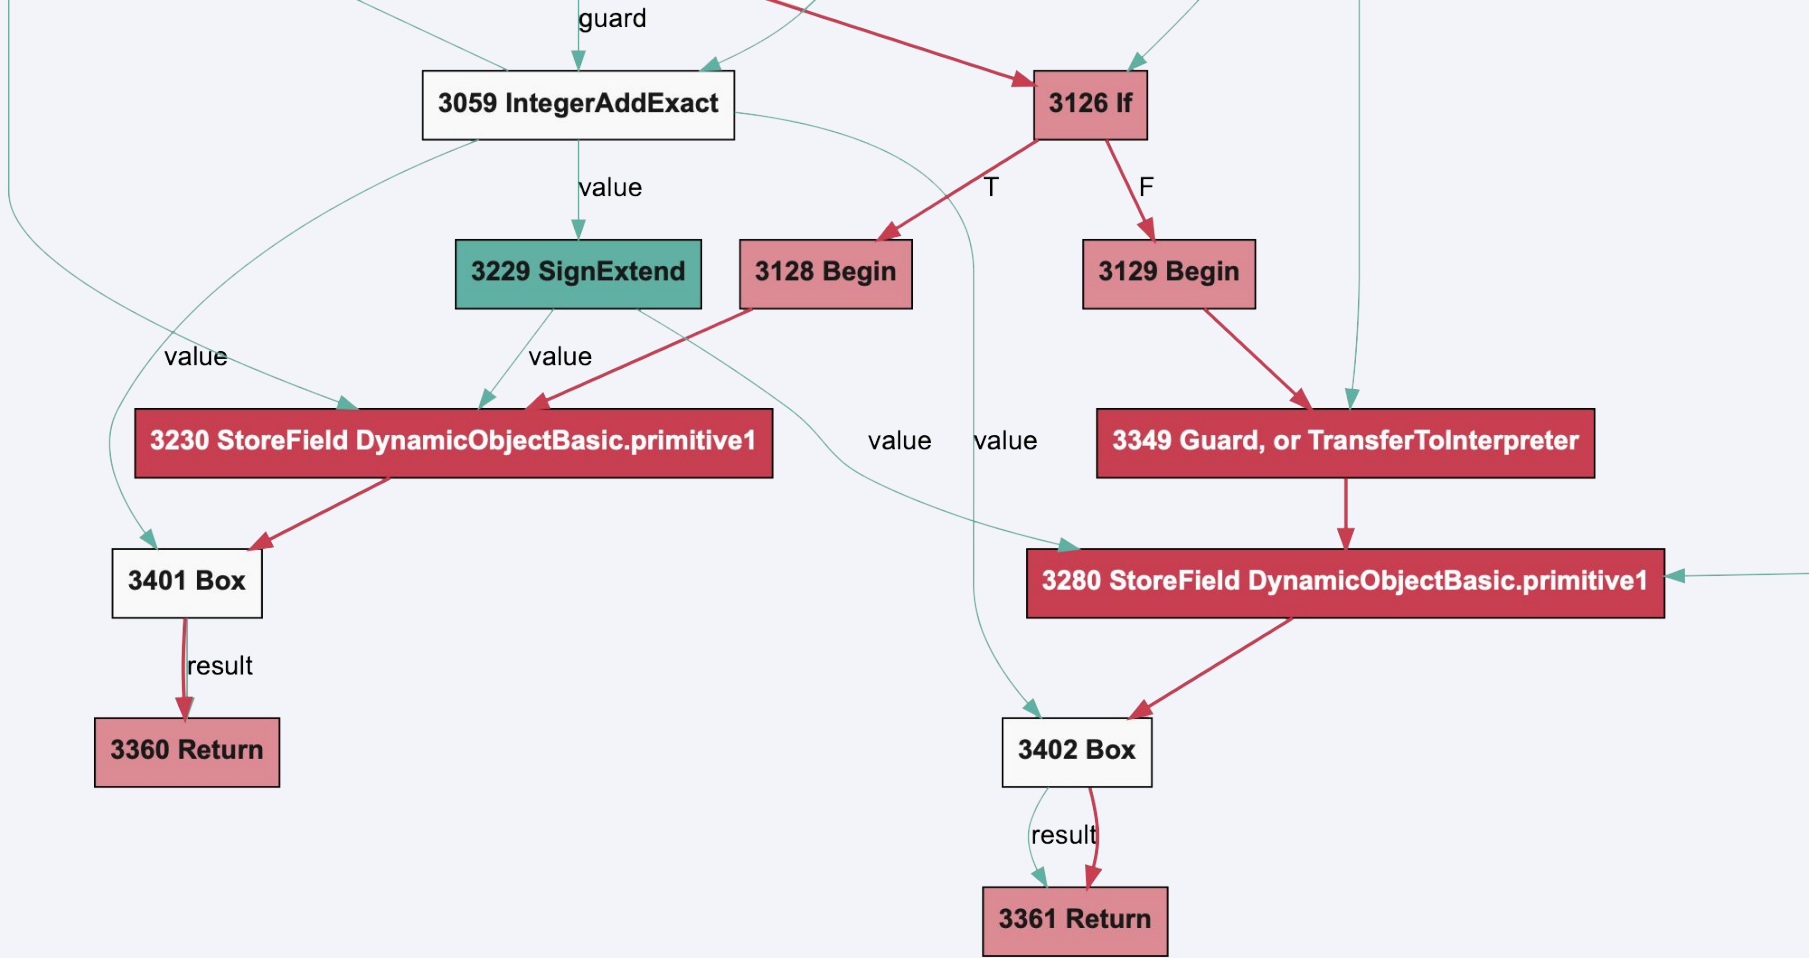 guard
3059 IntegerAddExact
3126 If
value
T
F
3229 SignExtend
3128 Begin
3129 Begin
value
value
3230 StoreField DynamicObjectBasic.primitive1
value
value
3349 Guard, or TransferToInterpreter
3401 Box
3280 StoreField DynamicObjectBasic.primitive1
result
3360 Return
3402 Box
result
3361 Return